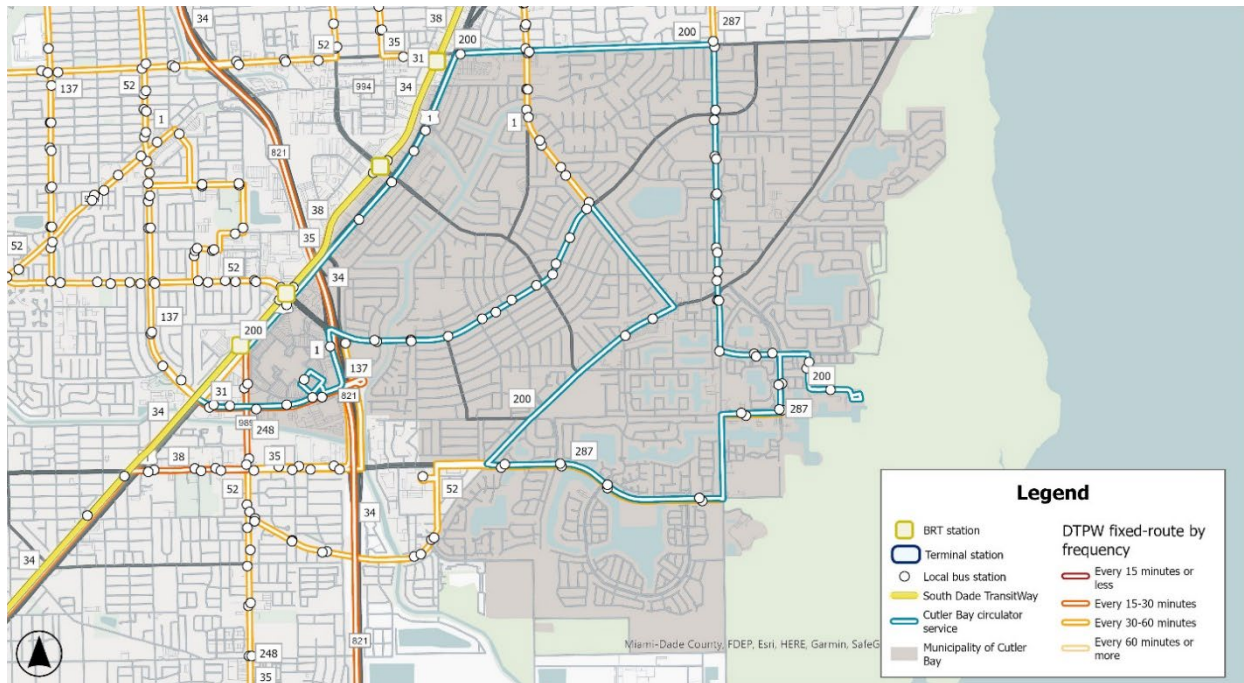 34
38
287
52
35
200
200
31
34
137
52
984
1
1
1
821
38
52
35
52
34
137
200
1
137
31
821
200
34
200
989
248
287
38
35
287
52
52
34
34
821
248
35
Miami-Dade County, FDEP, Esri, HERE, Garmin, SafeG
Legend
BRT station
Terminal station
Local bus station
South Dade TransitWay
Cutler Bay circulator
service
Municipality of Cutler
Bay
DTPW fixed-route by
frequency
Every 15 minutes or
less
Every 15-30 minutes
Every 30-60 minutes
Every 60 minutes or
more